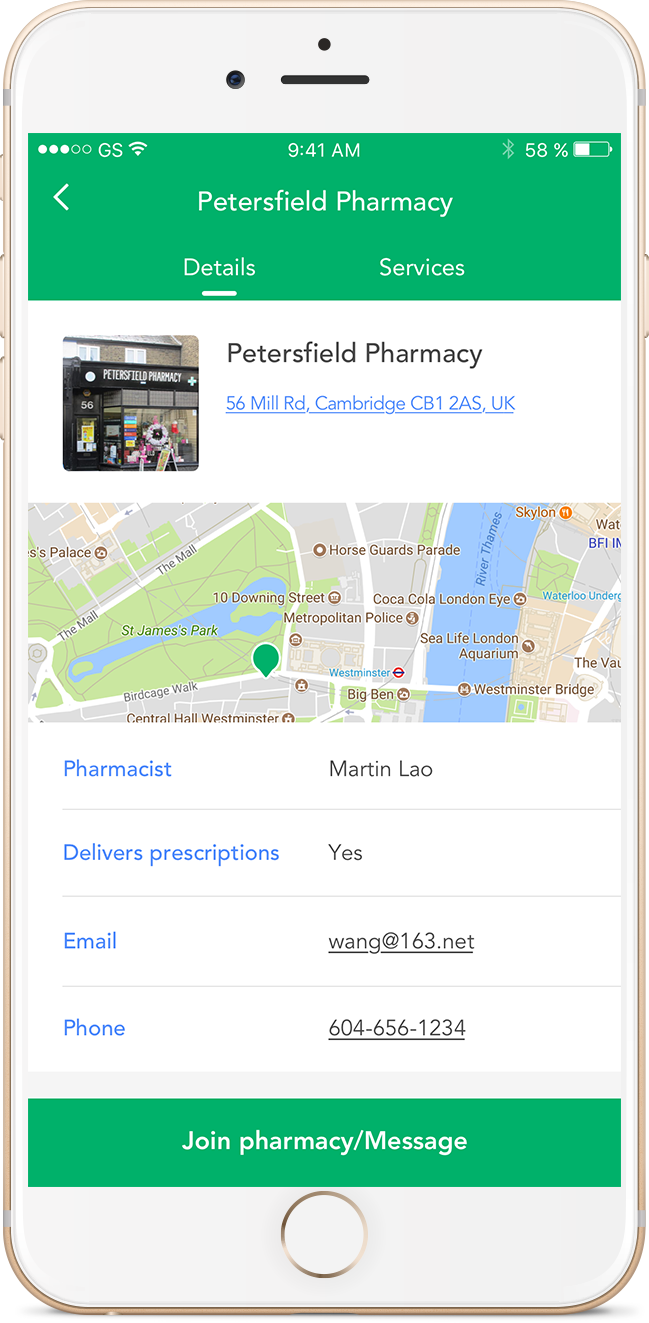 GS 9:41 AM 58 %
Petersfield Pharmacy
Details Services
PETERSFIELD PHARMACY
56
Petersfield Pharmacy
56 Mill Rd, Cambridge CB1 2AS, UK
Skylon
Wat
BFI IM
es's Palace
The Mall
Horse Guards Parade
River Thames
10 Downing Street
Coca Cola London Eye
Waterloo Underg
The Mall
St James's Park
Metropolitan Police
Sea Life London
Aquarium
The Vau
Westminster
Birdcage Walk
Big Ben
Westminster Bridge
Central Hall Westminster
Pharmacist Martin Lao
Delivers prescriptions Yes
Email wang@163.net
Phone 604-656-1234
Join pharmacy/Message